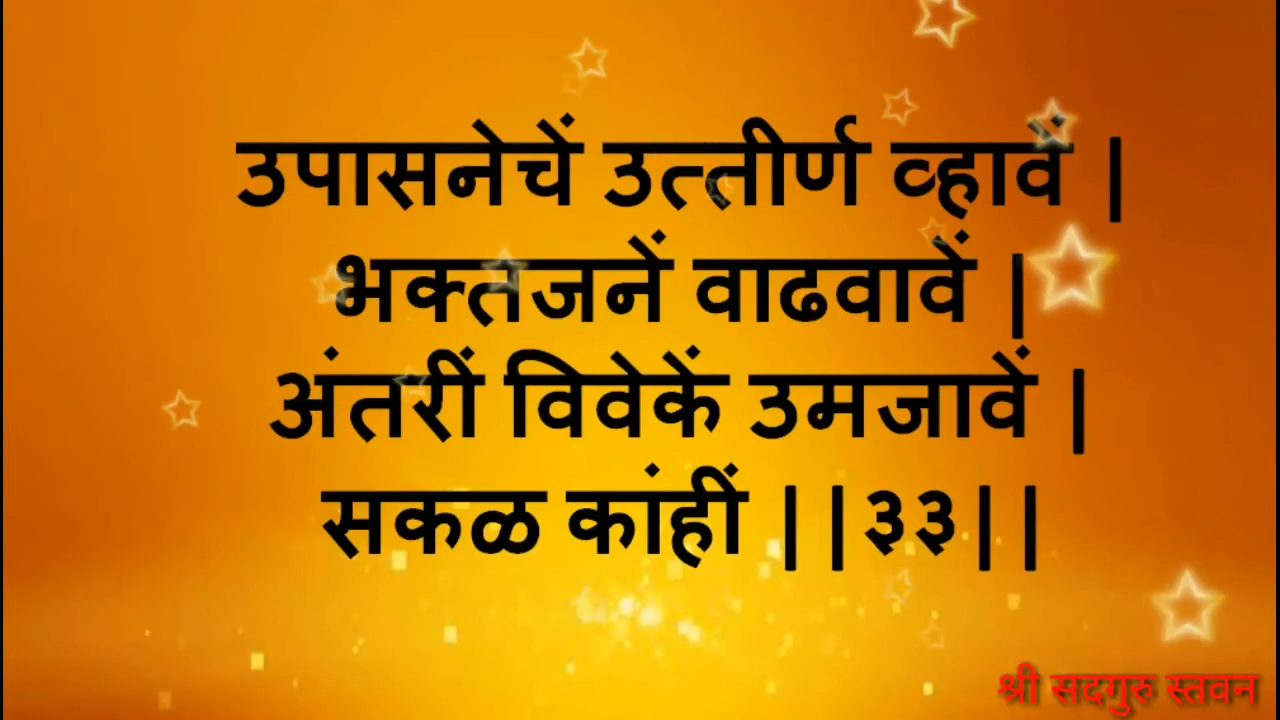 उपासनेचें उत्तीर्ण व्हावें |
भक्तजनें वाढवावें |
अंतरीं विवेकें उमजावें |
सकळ कांहीं ||३३||
श्री सदगुरु स्तवन